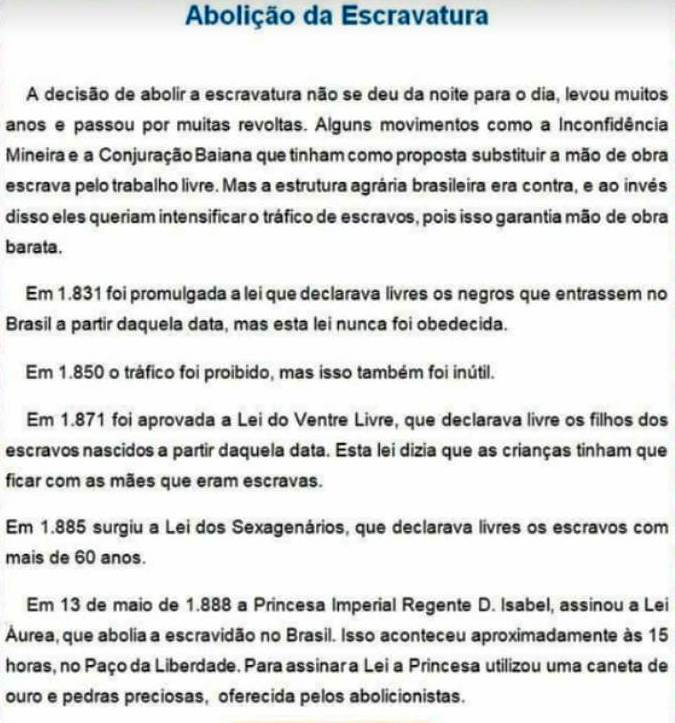 Abolição da Escravatura
A decisão de abolir a escravatura não se deu da noite para o dia, levou muitos
anos e passou por muitas revoltas. Alguns movimentos como a Inconfidência
Mineira e a Conjuração Baiana que tinham como proposta substituir a mão de obra
escrava pelo trabalho livre. Mas a estrutura agrária brasileira era contra, e ao invés
disso eles queriam intensificar o tráfico de escravos, pois isso garantia mão de obra
barata.
Em 1.831 foi promulgada a lei que declarava livres os negros que entrassem no
Brasil a partir daquela data, mas esta lei nunca foi obedecida.
Em 1.850 o tráfico foi proibido, mas isso também foi inútil.
Em 1.871 foi aprovada a Lei do Ventre Livre, que declarava livre os filhos dos
escravos nascidos a partir daquela data. Esta lei dizia que as crianças tinham que
ficar com as mães que eram escravas.
Em 1.885 surgiu a Lei dos Sexagenários, que declarava livres os escravos com
mais de 60 anos.
Em 13 de maio de 1.888 a Princesa Imperial Regente D. Isabel, assinou a Lei
Áurea, que abolia a escravidão no Brasil. Isso aconteceu aproximadamente às 15
horas, no Paço da Liberdade. Para assinar a Lei a Princesa utilizou uma caneta de
ouro e pedras preciosas, oferecida pelos abolicionistas.